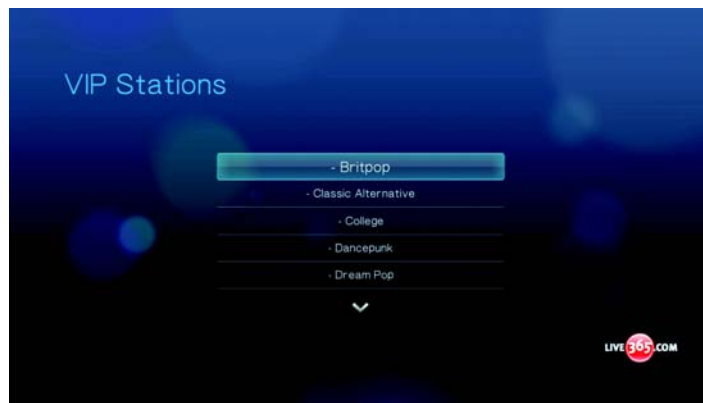 VIP Stations
- Britpop
- Classic Alternative
- College
- Dancepunk
- Dream Pop
LIVE365.COM